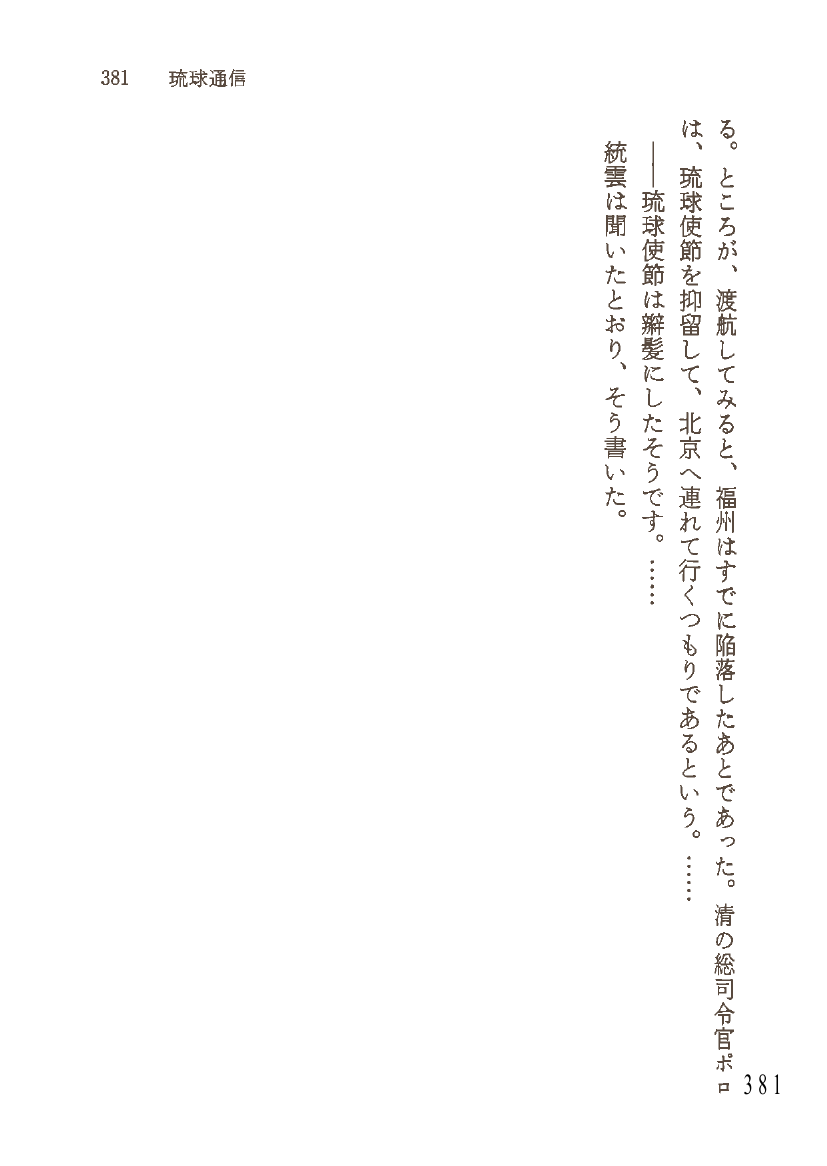 381　琉球通信
る。ところが、渡航してみると、福州はすでに陥落したあとであった。清の総司令官ポロ
は、琉球使節を抑留して、北京へ連れて行くつもりであるという。……
――琉球使節は辮髪にしたそうです。……
統雲は聞いたとおり、そう書いた。
381